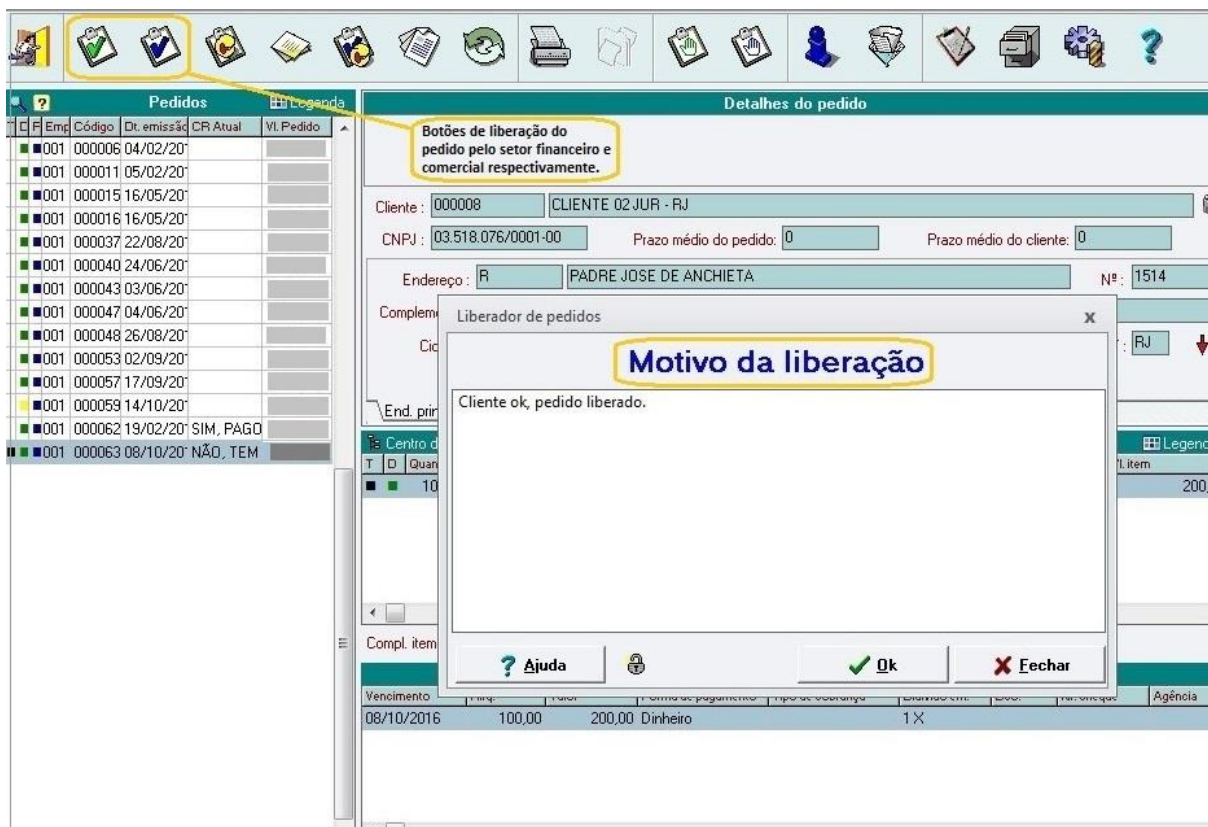 Pedidos
Legenda
Detalhes do pedido
Emp Código Dt. emissão CR Atual Vl. Pedido
Botões de liberação do
pedido pelo setor financeiro e
comercial respectivamente.
001 000006 04/02/20
001 000011 05/02/20
001 000015 16/05/20
001 000016 16/05/20
001 000037 22/08/20
001 000040 24/06/20
001 000043 03/06/20
001 000047 04/06/20
001 000048 26/08/20
001 000053 02/09/20
001 000057 17/09/20
001 000059 14/10/20
001 000062 19/02/20 SIM, PAGO
001 000063 08/10/20 NÃO, TEM
Cliente : 000008 CLIENTE 02 JUR - RJ
CNPJ : 03.518.076/0001-00 Prazo médio do pedido: 0 Prazo médio do cliente: 0
Endereço : R PADRE JOSE DE ANCHIETA Nº : 1514
Complem
Cid
RJ
End. prin
Liberador de pedidos x
Motivo da liberação
Cliente ok, pedido liberado.
? Ajuda Ok Fechar
Centro d
Legend
T D Quan
l. item
10
200,
Compl. item
Vencimento
Agência
08/10/2016 100,00 200,00 Dinheiro 1 X